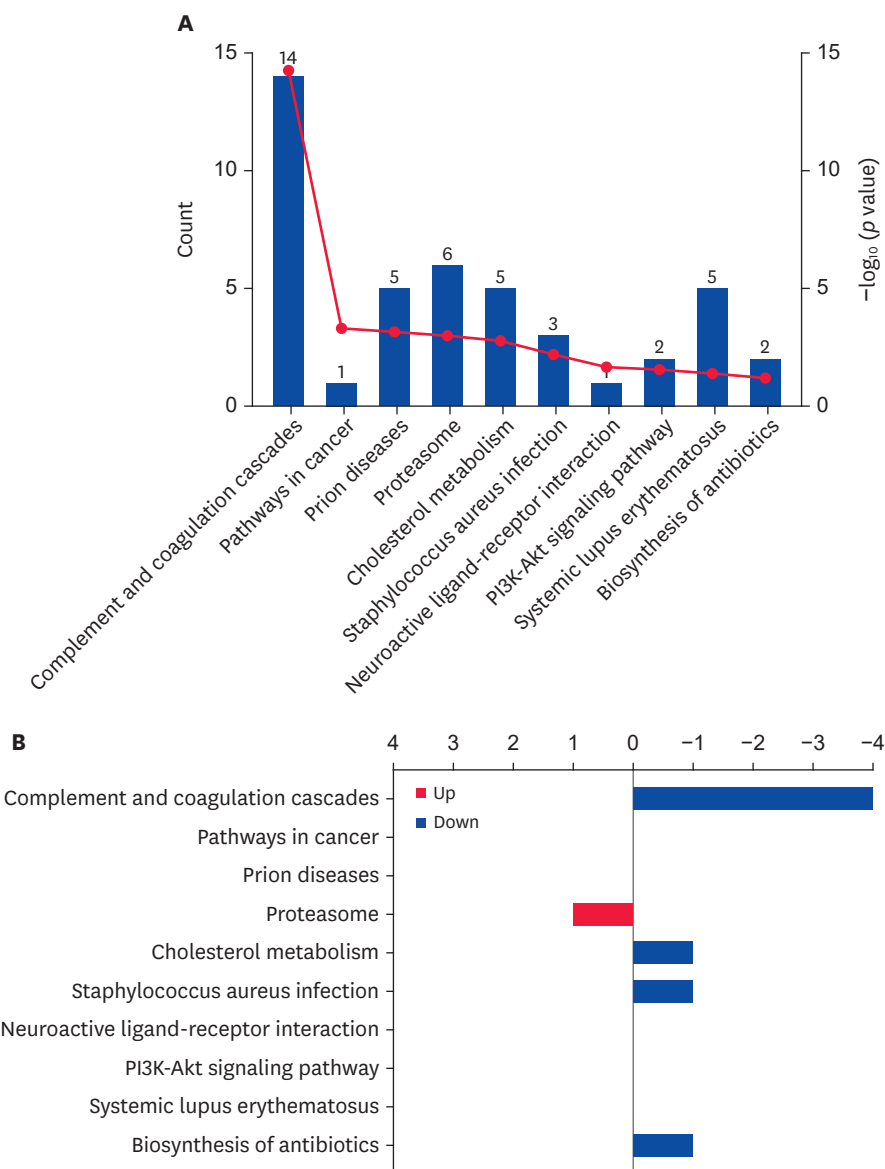 A
15
10
5
0
Count
14
1
5
6
5
3
1
2
5
2
15
10
5
0
−log₁₀ (p value)
Complement and coagulation cascades
Pathways in cancer
Prion diseases
Proteasome
Cholesterol metabolism
Staphylococcus aureus infection
Neuroactive ligand-receptor interaction
PI3K-Akt signaling pathway
Systemic lupus erythematosus
Biosynthesis of antibiotics
B
4 3 2 1 0 −1 −2 −3 −4
Up
Down
Complement and coagulation cascades
Pathways in cancer
Prion diseases
Proteasome
Cholesterol metabolism
Staphylococcus aureus infection
Neuroactive ligand-receptor interaction
PI3K-Akt signaling pathway
Systemic lupus erythematosus
Biosynthesis of antibiotics